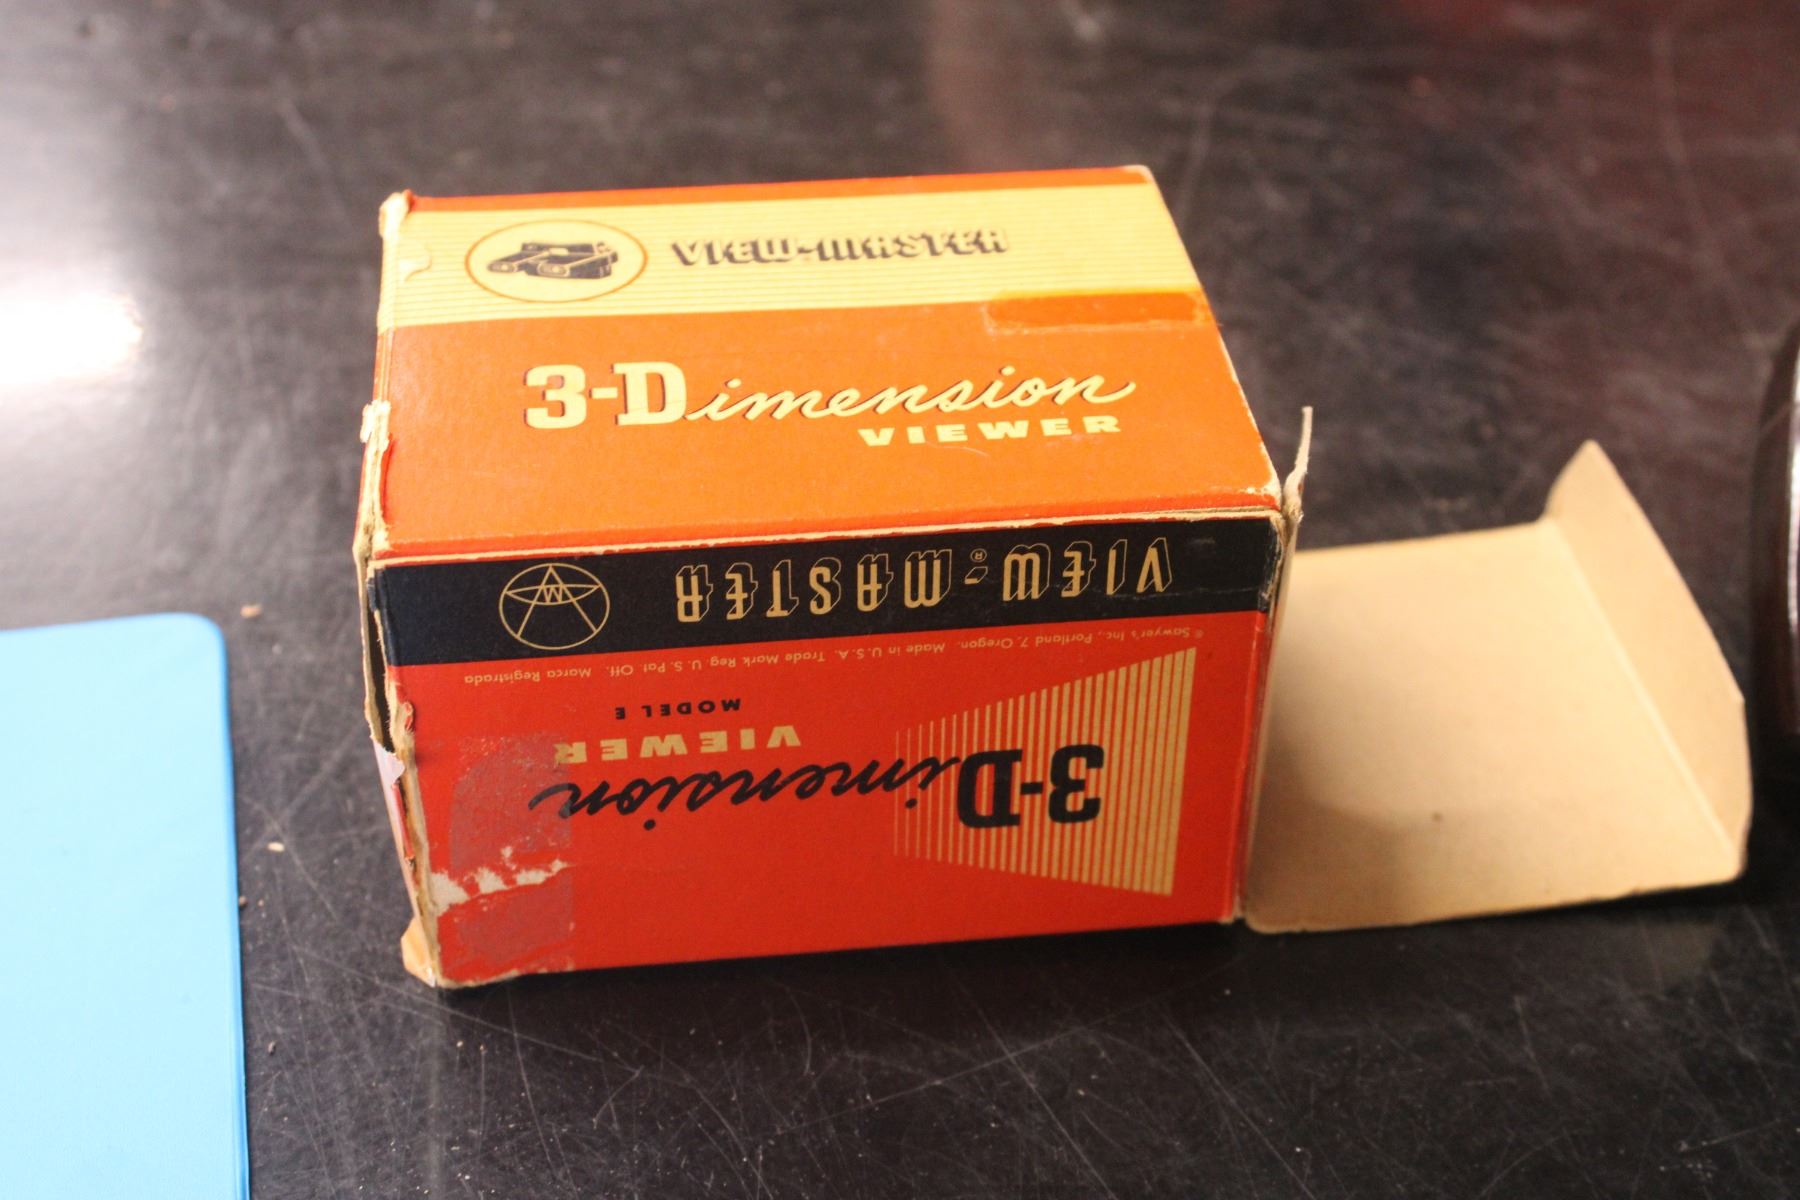 VIEW-MASTER
3-Dimension
VIEWER
VIEW-MASTER®
VM
® Sawyer's Inc., Portland 7, Oregon. Made in U.S.A. Trade Mark Reg. U.S. Pat. Off. Marca Registrada
3-Dimension
VIEWER
MODEL E